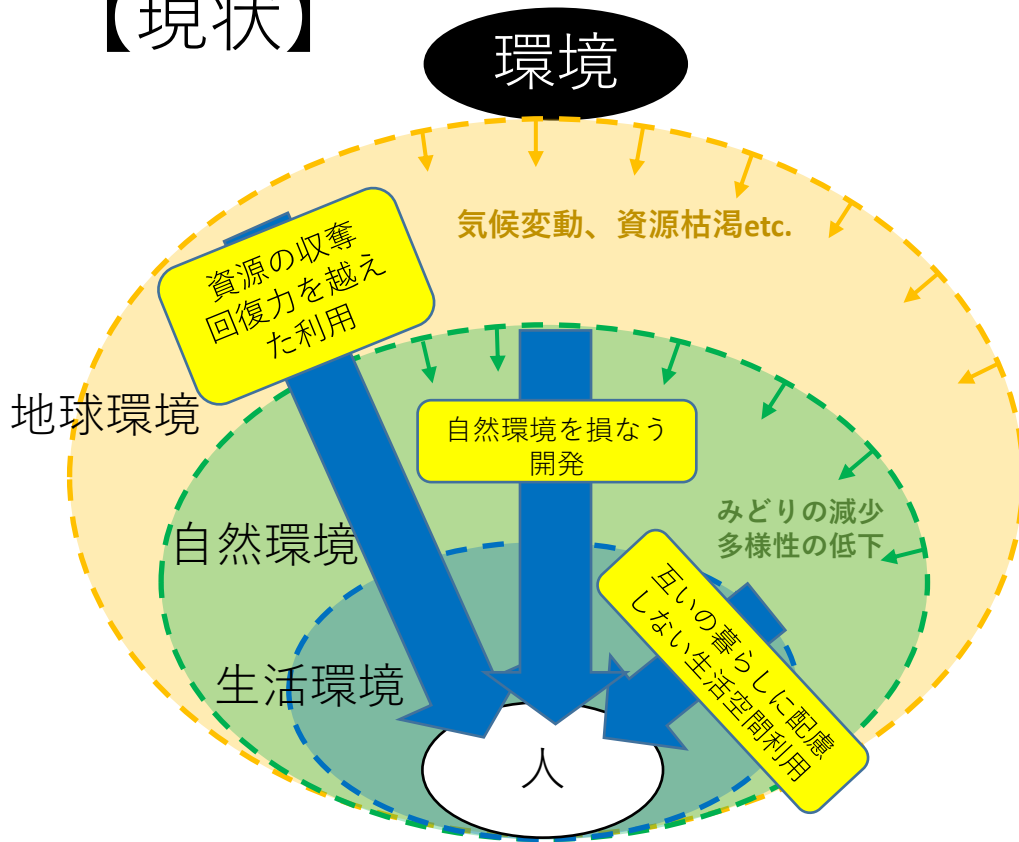 【現状】
環境
気候変動、資源枯渇etc.
資源の収奪
回復力を越え
た利用
地球環境
自然環境を損なう
開発
みどりの減少
多様性の低下
自然環境
互いの暮らしに配慮
しない生活空間利用
生活環境
人